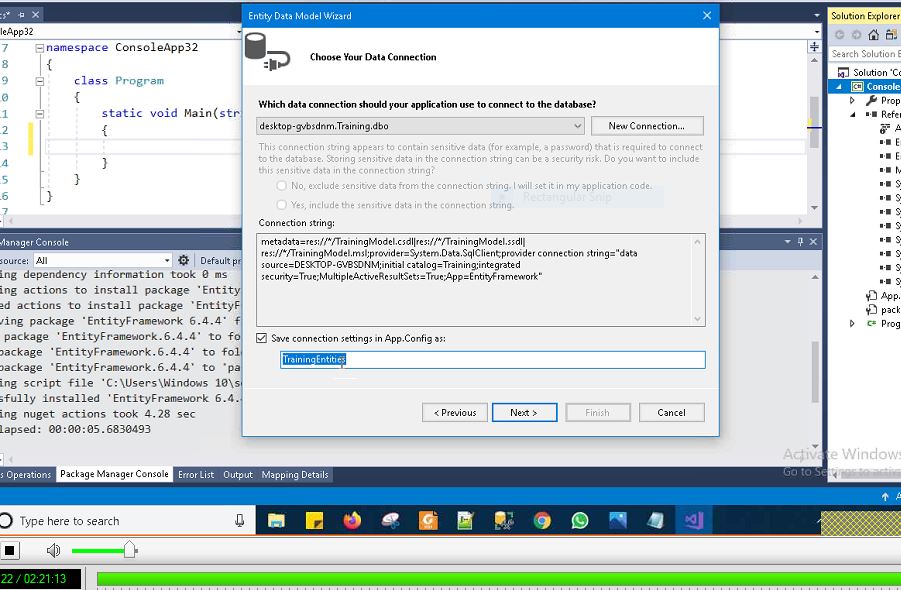 Entity Data Model Wizard
Choose Your Data Connection
Which data connection should your application use to connect to the database?
desktop-gvbsdnm.Training.dbo
New Connection...
This connection string appears to contain sensitive data (for example, a password) that is required to connect
to the database. Storing sensitive data in the connection string can be a security risk. Do you want to include
this sensitive data in the connection string?
No, exclude sensitive data from the connection string. I will set it in my application code.
Yes, include the sensitive data in the connection string.
Rectangular Snip
Connection string:
metadata=res://*/TrainingModel.csdl|res://*/TrainingModel.ssdl|
res://*/TrainingModel.msl;provider=System.Data.SqlClient;provider connection string="data
source=DESKTOP-GVBSDNM;initial catalog=Training;integrated
security=True;MultipleActiveResultSets=True;App=EntityFramework"
Save connection settings in App.Config as:
TrainingEntities
< Previous
Next >
Finish
Cancel
leApp32
7 namespace ConsoleApp32
8 {
9 class Program
0 {
1 static void Main(str
2 {
3
4 }
5 }
6 }
7
Manager Console
source: All
Default pr
ing dependency information took 0 ms
ing actions to install package 'Entity
ed actions to install package 'EntityF
ving package 'EntityFramework 6.4.4' f
package 'EntityFramework.6.4.4' to fo
package 'EntityFramework.6.4.4' to fol
package 'EntityFramework.6.4.4' to 'pa
ing script file 'C:\Users\Windows 10\s
sfully installed 'EntityFramework 6.4.
ing nuget actions took 4.28 sec
lapsed: 00:00:05.6830493
s Operations
Package Manager Console
Error List
Output
Mapping Details
Solution Explorer
Search Solution E
Solution 'Co
Console
Prop
Refer
A
E
E
M
S
S
S
S
S
S
S
S
App.
pack
Prog
Activate Windows
Go to Settings to activ
Type here to search
22 / 02:21:13